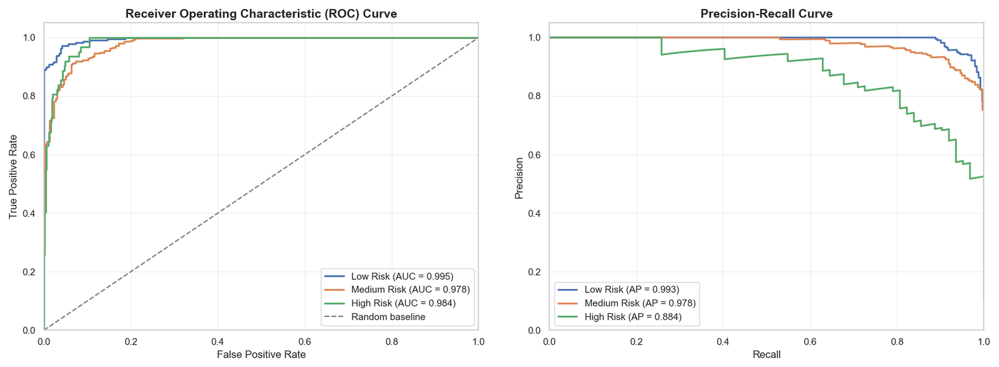 Receiver Operating Characteristic (ROC) Curve
True Positive Rate
1.0
0.8
0.6
0.4
0.2
0.0
0.0 0.2 0.4 0.6 0.8 1.0
False Positive Rate
Low Risk (AUC = 0.995)
Medium Risk (AUC = 0.978)
High Risk (AUC = 0.984)
Random baseline
Precision-Recall Curve
Precision
1.0
0.8
0.6
0.4
0.2
0.0
0.0 0.2 0.4 0.6 0.8 1.0
Recall
Low Risk (AP = 0.993)
Medium Risk (AP = 0.978)
High Risk (AP = 0.884)